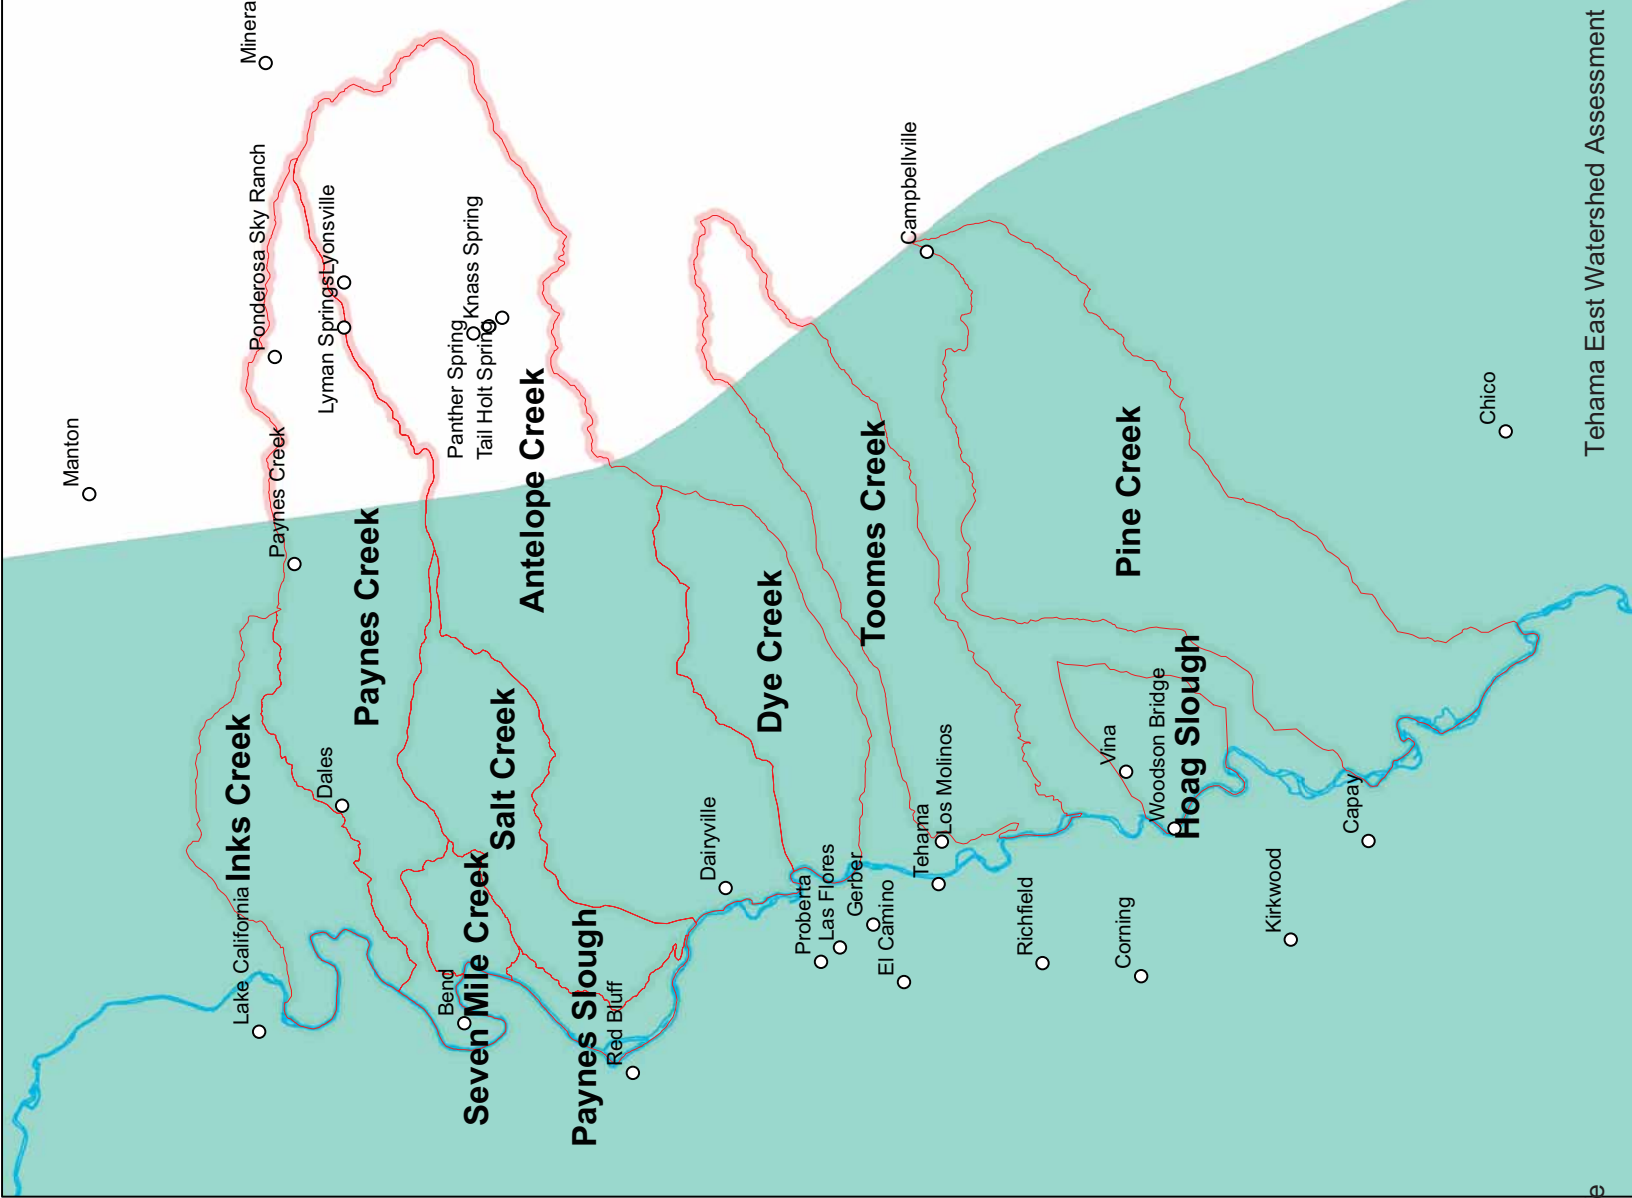 Minera
Manton
Ponderosa Sky Ranch
Lyonsville
Lyman Springs
Knass Spring
Panther Spring
Tail Holt Spring
Campbellville
Paynes Creek
Paynes Creek
Antelope Creek
Toomes Creek
Pine Creek
Chico
Tehama East Watershed Assessment
Inks Creek
Dales
Salt Creek
Dye Creek
Hoag Slough
Vina
Woodson Bridge
Los Molinos
Tehama
Dairyville
Lake California
Bend
Seven Mile Creek
Paynes Slough
Red Bluff
Proberta
Las Flores
Gerber
El Camino
Richfield
Corning
Kirkwood
Capay
e